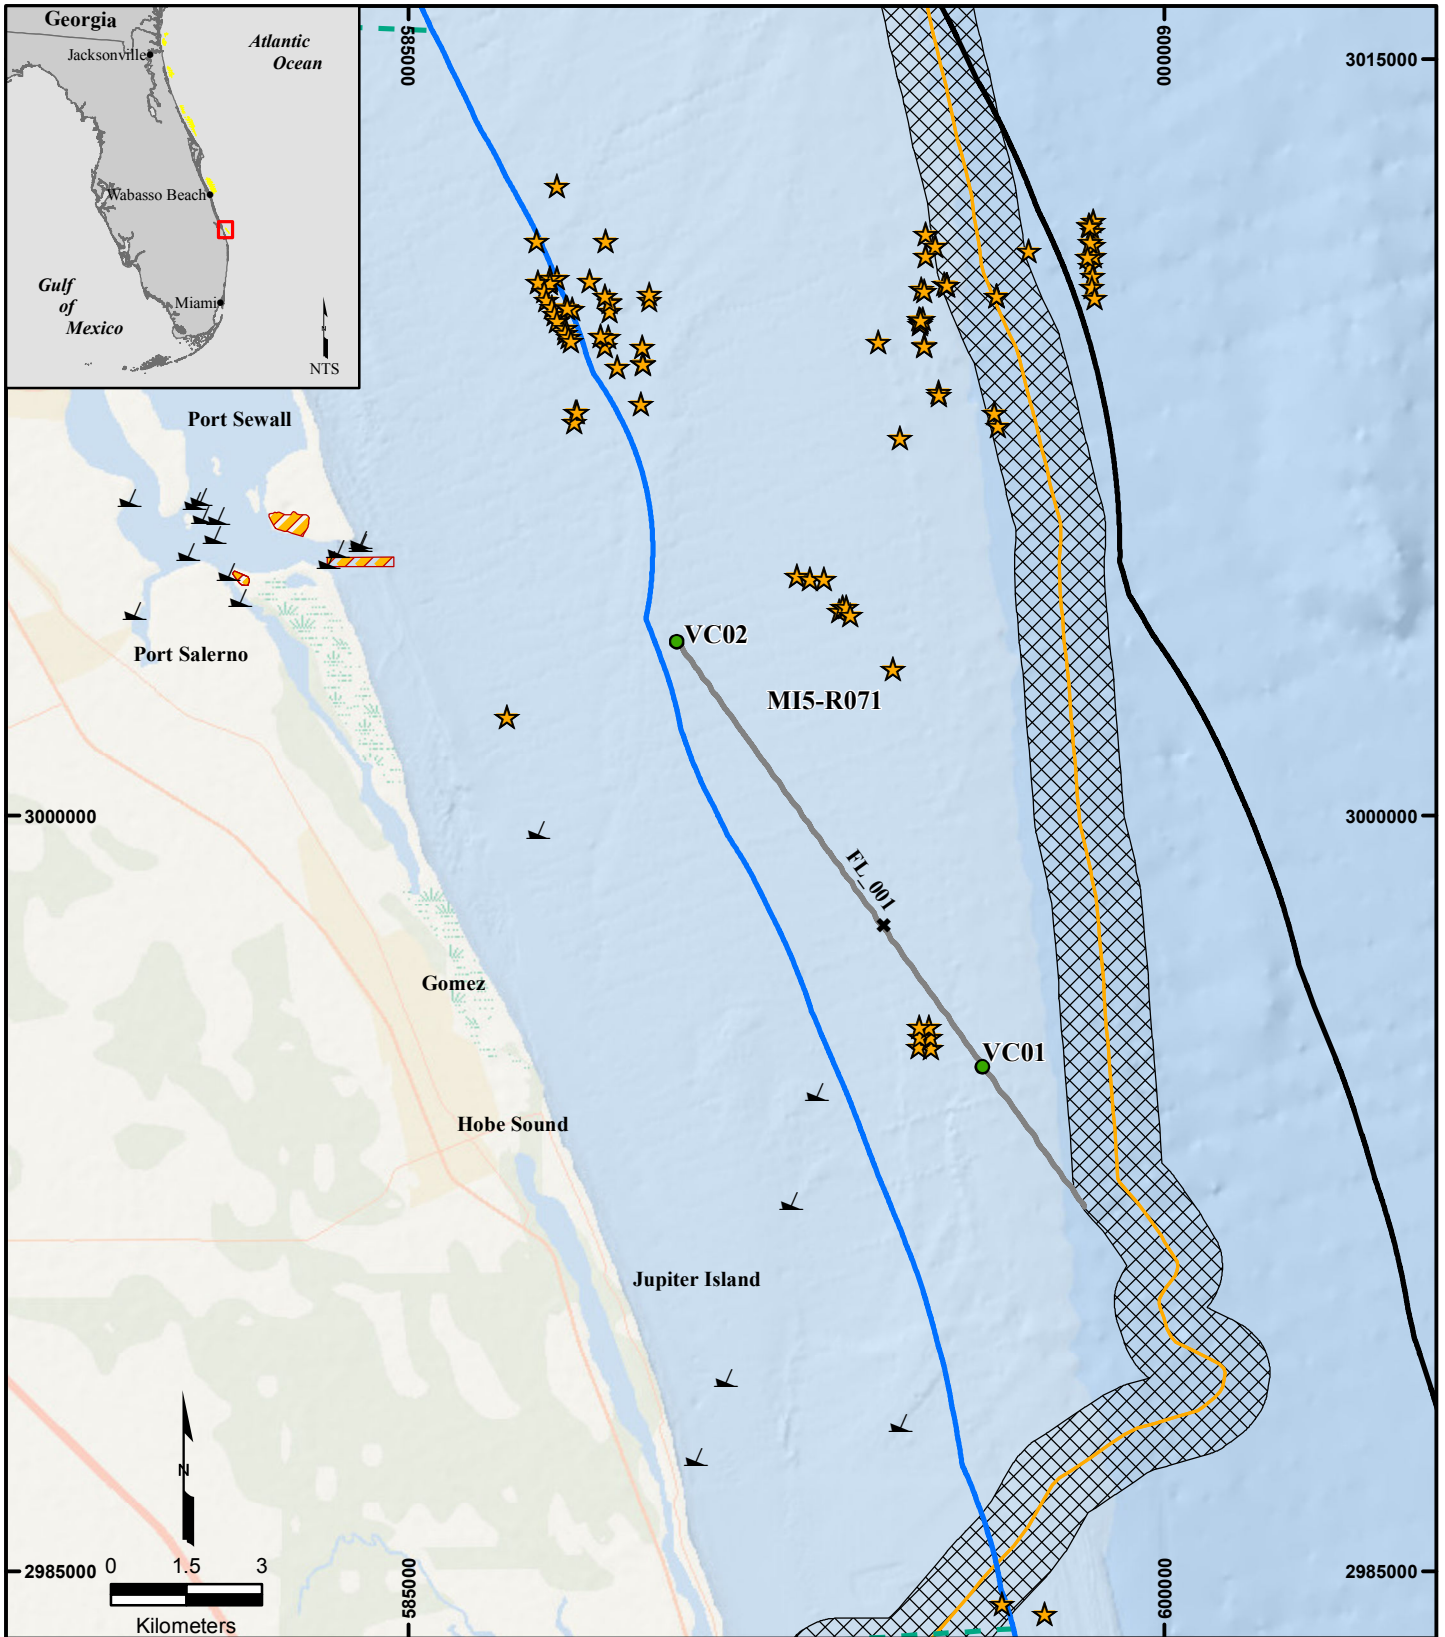 Georgia
Jacksonville
Atlantic
Ocean
Wabasso Beach
Gulf
of
Mexico
Miami
N
NTS
585000
600000
3015000
Port Sewall
Port Salerno
VC02
MI5-R071
3000000
3000000
FL_001
Gomez
VC01
Hobe Sound
Jupiter Island
N
2985000
2985000
0 1.5 3
Kilometers
585000
600000